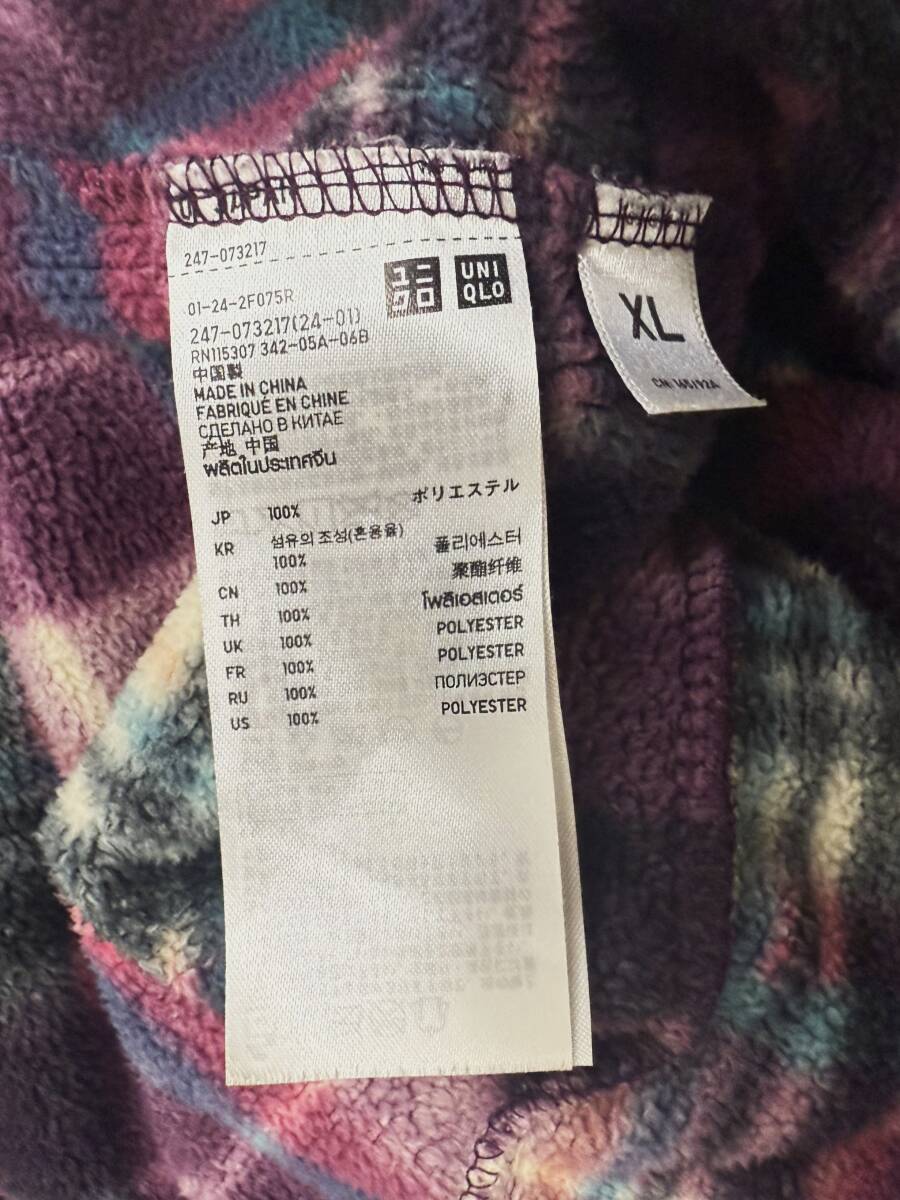 247-073217
ユニクロ
UNIQLO
01-24-2F075R
247-073217(24-01)
RN115307 342-05A-06B
中国製
MADE IN CHINA
FABRIQUÉ EN CHINE
СДЕЛАНО В КИТАЕ
产地 中国
ผลิตในประเทศจีน
JP 100% ポリエステル
KR 섬유의 조성(혼용율)
100% 폴리에스터
CN 100% 聚酯纤维
TH 100% โพลีเอสเตอร์
UK 100% POLYESTER
FR 100% POLYESTER
RU 100% ПОЛИЭСТЕР
US 100% POLYESTER
XL
CN 165/92A